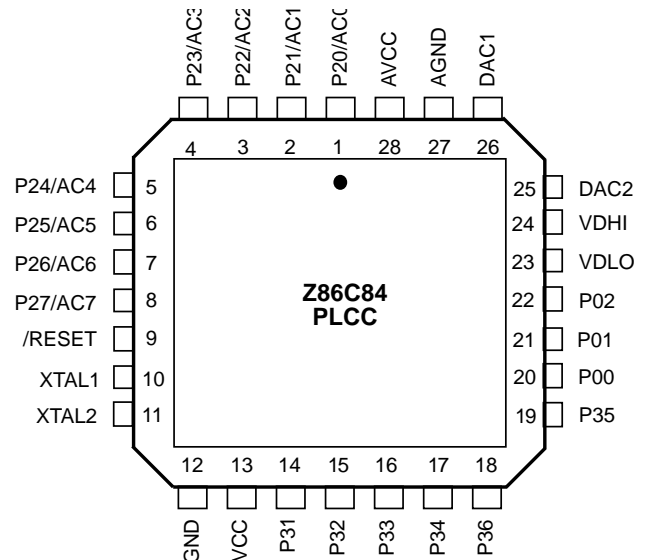 P23/AC3
P22/AC2
P21/AC1
P20/AC0
AVCC
AGND
DAC1
4 3 2 1 28 27 26
P24/AC4 5
P25/AC5 6
P26/AC6 7
P27/AC7 8
/RESET 9
XTAL1 10
XTAL2 11
Z86C84
PLCC
25 DAC2
24 VDHI
23 VDLO
22 P02
21 P01
20 P00
19 P35
12 13 14 15 16 17 18
GND
VCC
P31
P32
P33
P34
P36